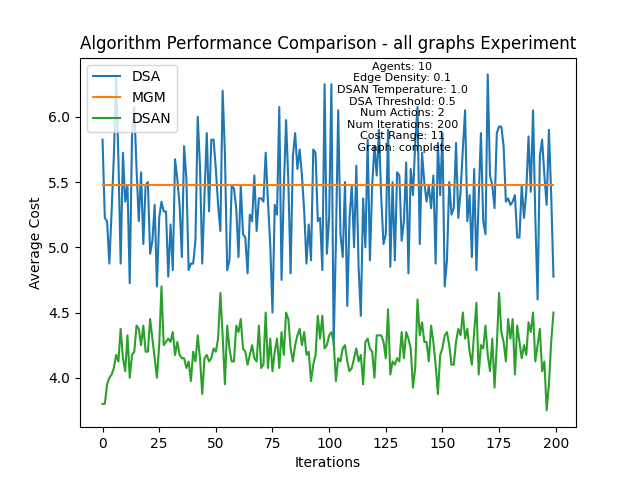 Algorithm Performance Comparison - all graphs Experiment
DSA
MGM
DSAN
Agents: 10
Edge Density: 0.1
DSAN Temperature: 1.0
DSA Threshold: 0.5
Num Actions: 2
Num Iterations: 200
Cost Range: 11
Graph: complete
Average Cost
6.0
5.5
5.0
4.5
4.0
0 25 50 75 100 125 150 175 200
Iterations